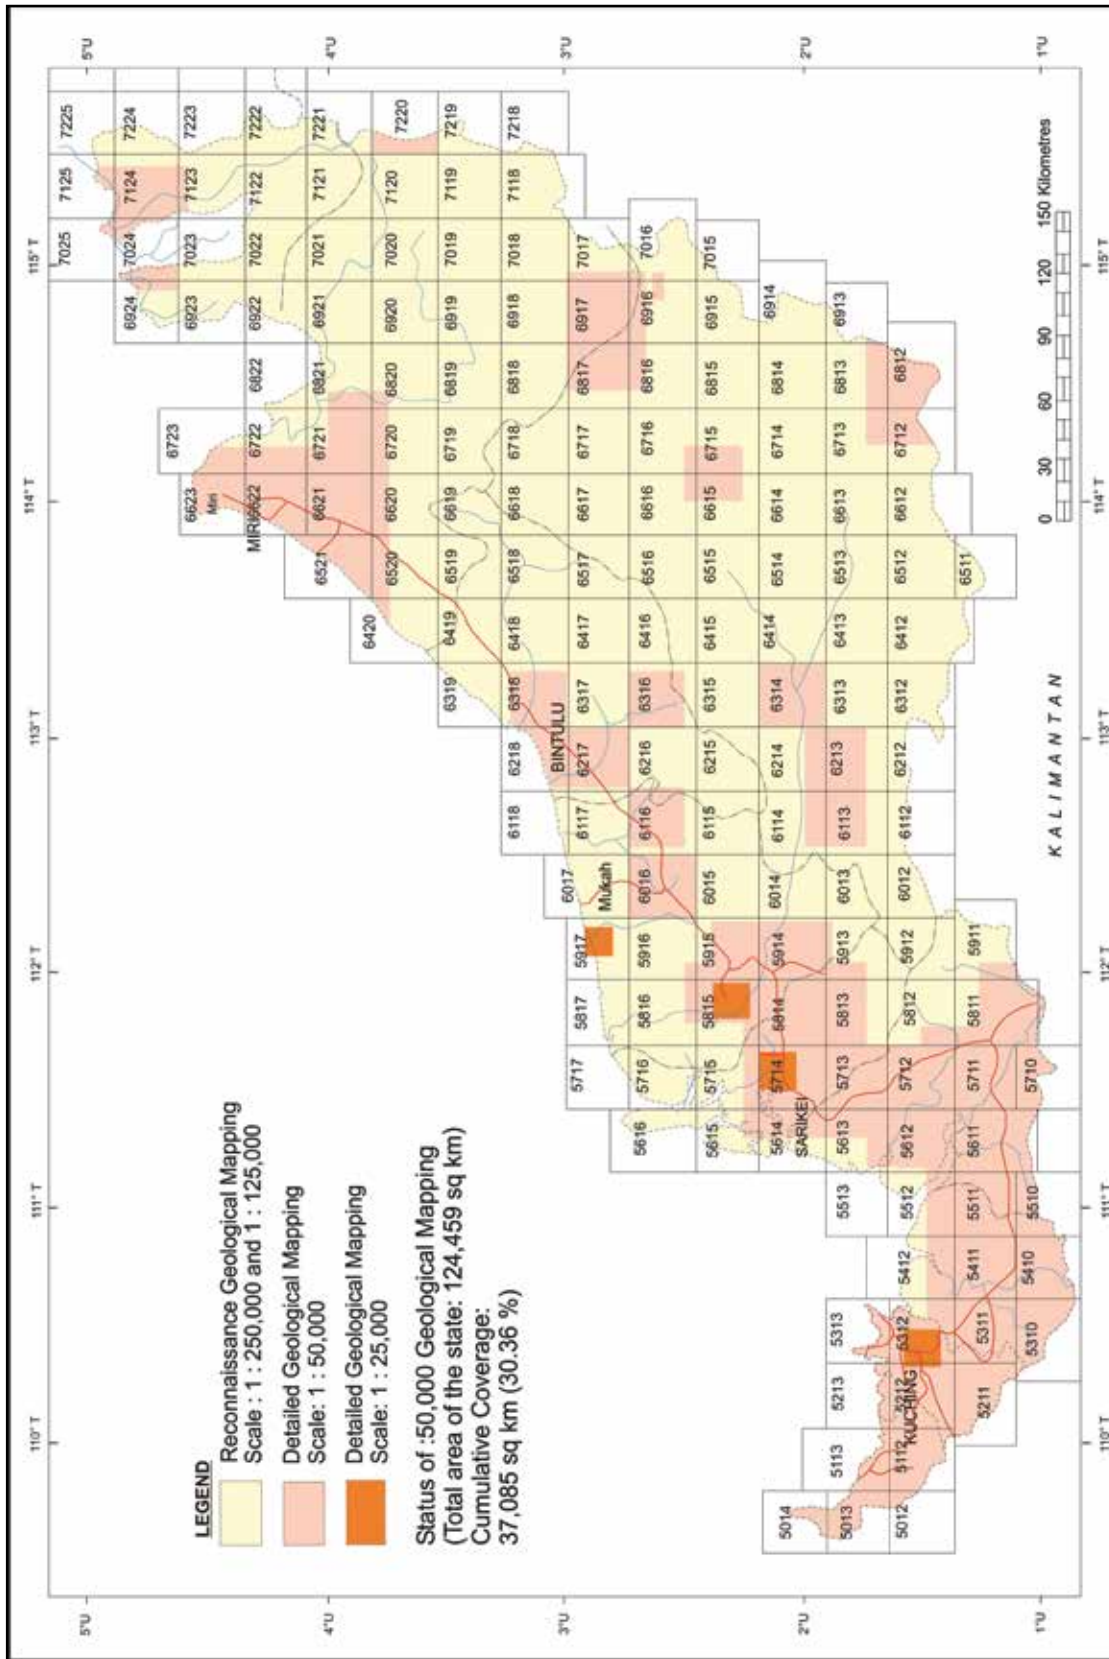 110° T 111° T 112° T 113° T 114° T 115° T
5°U 5°U
4°U 4°U
3°U 3°U
2°U 2°U
1°U 1°U
LEGEND
Reconnaissance Geological Mapping
Scale : 1 : 250,000 and 1 : 125,000
Detailed Geological Mapping
Scale: 1 : 50,000
Detailed Geological Mapping
Scale: 1 : 25,000
Status of :50,000 Geological Mapping
(Total area of the state: 124,459 sq km)
Cumulative Coverage:
37,085 sq km (30.36 %)
7025 7125 7225
6924 7024 7124 7224
6723
6623 6923 7023 7123 7223
Miri
MIRI 6622 6722 6822 6922 7022 7122 7222
6521 6621 6721 6821 6921 7021 7121 7221
6420 6520 6620 6720 6820 6920 7020 7120 7220
6319 6419 6519 6619 6719 6819 6919 7019 7119 7219
6118 6218 6318 6418 6518 6618 6718 6818 6918 7018 7118 7218
BINTULU
5717 5817 5917 6017 6117 6217 6317 6417 6517 6617 6817 6917 7017
Mukah
5616 5716 5816 5916 6016 6116 6216 6316 6416 6516 6616 6716 6816 6916 7016
5615 5715 5815 5915 6015 6115 6215 6315 6415 6515 6615 6715 6815 6915 7015
5014 5614 5714 5814 5914 6014 6114 6214 6314 6414 6514 6614 6714 6814 6914
SARIKEI
5013 5113 5213 5313 5513 5613 5713 5813 5913 6013 6113 6213 6313 6413 6513 6613 6713 6813 6913
5012 5112 5212 5312 5412 5512 5612 5712 5812 5912 6012 6112 6212 6312 6412 6512 6612 6712 6812
KUCHING
5211 5311 5411 5511 5611 5711 5811 5911 6511
5310 5410 5510 5710
KALIMANTAN
0 30 60 90 120 150 Kilometres
110° T 111° T 112° T 113° T 114° T 115° T